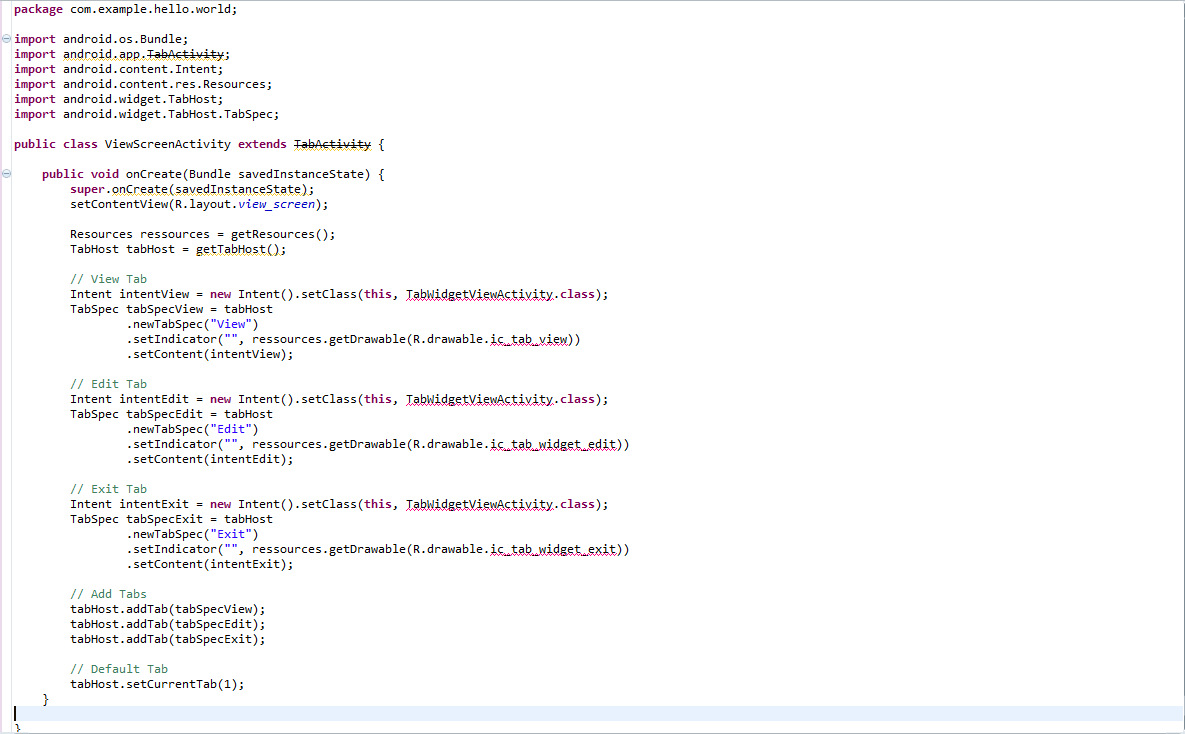 package com.example.hello.world;
import android.os.Bundle;
import android.app.TabActivity;
import android.content.Intent;
import android.content.res.Resources;
import android.widget.TabHost;
import android.widget.TabHost.TabSpec;
public class ViewScreenActivity extends TabActivity {
public void onCreate(Bundle savedInstanceState) {
super.onCreate(savedInstanceState);
setContentView(R.layout.view_screen);
Resources ressources = getResources();
TabHost tabHost = getTabHost();
// View Tab
Intent intentView = new Intent().setClass(this, TabWidgetViewActivity.class);
TabSpec tabSpecView = tabHost
.newTabSpec("View")
.setIndicator("", ressources.getDrawable(R.drawable.ic_tab_view))
.setContent(intentView);
// Edit Tab
Intent intentEdit = new Intent().setClass(this, TabWidgetViewActivity.class);
TabSpec tabSpecEdit = tabHost
.newTabSpec("Edit")
.setIndicator("", ressources.getDrawable(R.drawable.ic_tab_widget_edit))
.setContent(intentEdit);
// Exit Tab
Intent intentExit = new Intent().setClass(this, TabWidgetViewActivity.class);
TabSpec tabSpecExit = tabHost
.newTabSpec("Exit")
.setIndicator("", ressources.getDrawable(R.drawable.ic_tab_widget_exit))
.setContent(intentExit);
// Add Tabs
tabHost.addTab(tabSpecView);
tabHost.addTab(tabSpecEdit);
tabHost.addTab(tabSpecExit);
// Default Tab
tabHost.setCurrentTab(1);
}
}